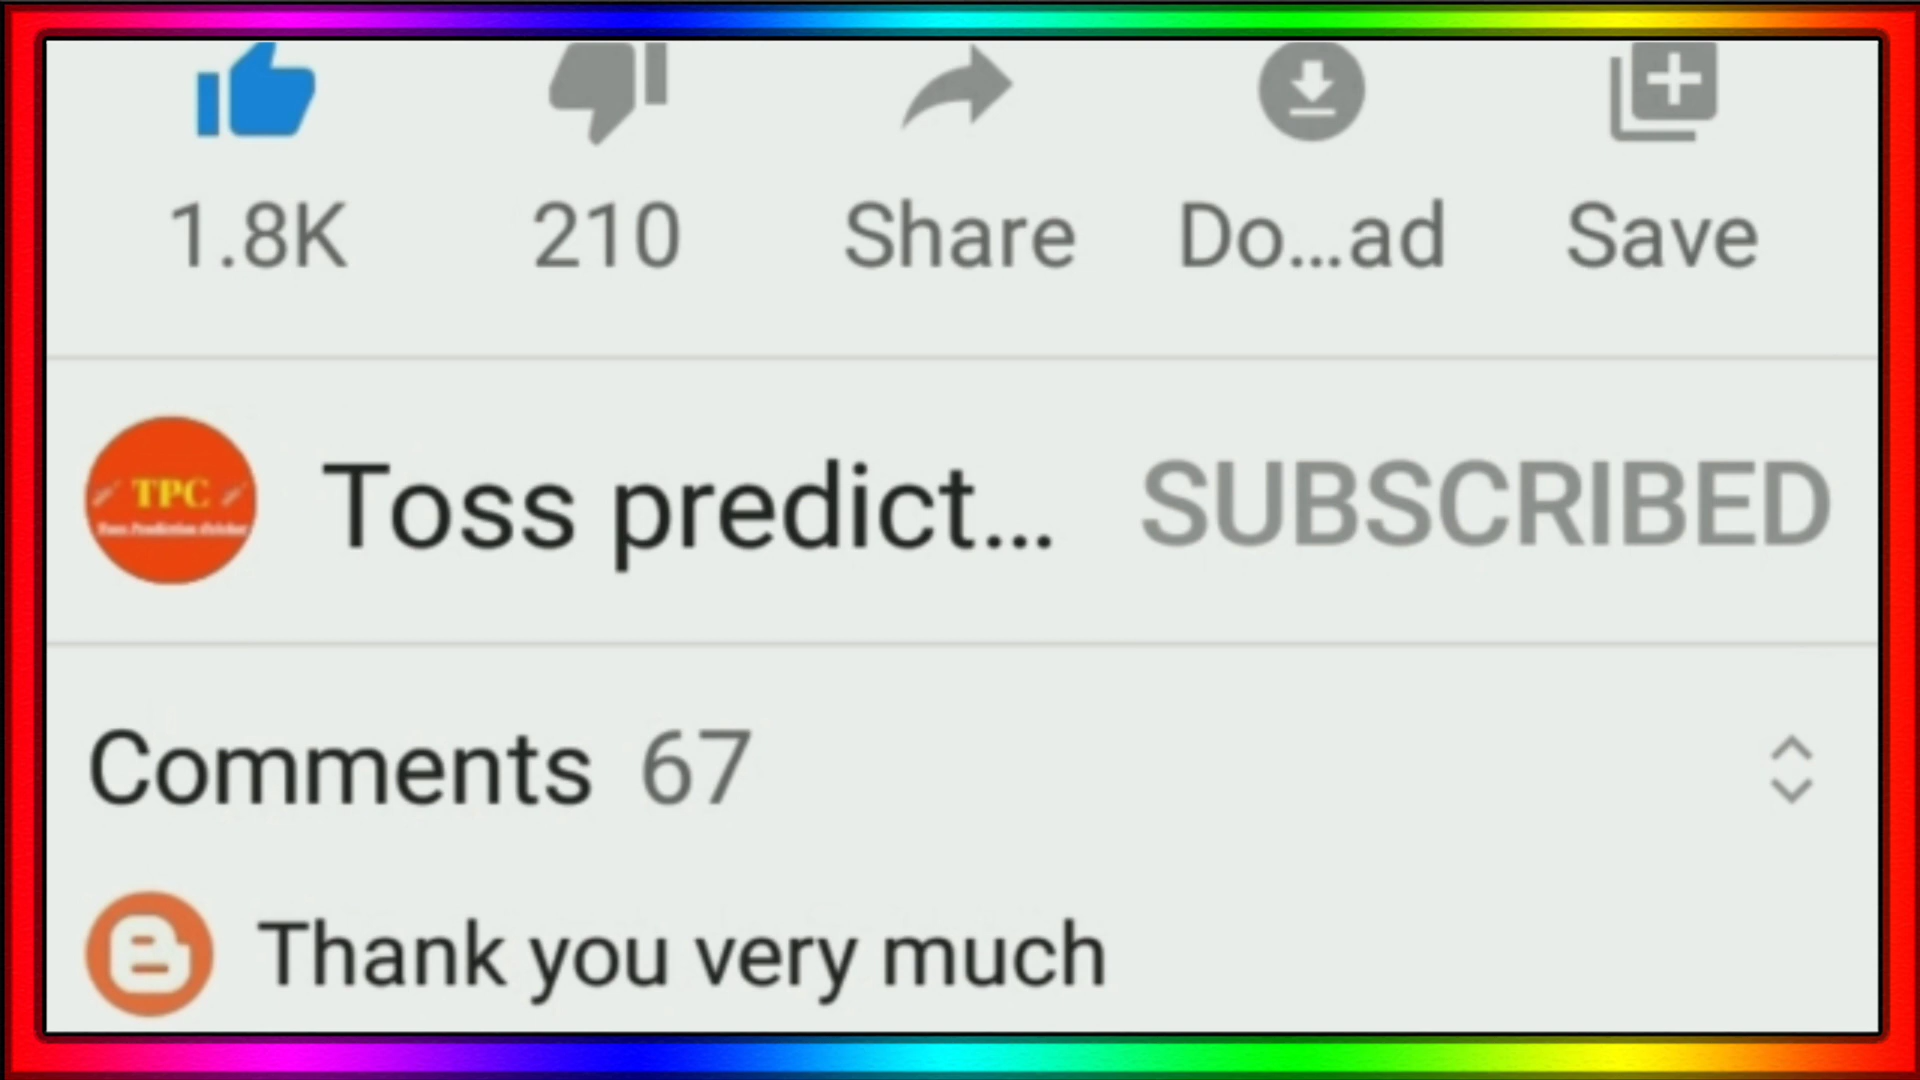 1.8K 210 Share Do...ad Save
TPC
Toss predict... SUBSCRIBED
Comments 67
Thank you very much